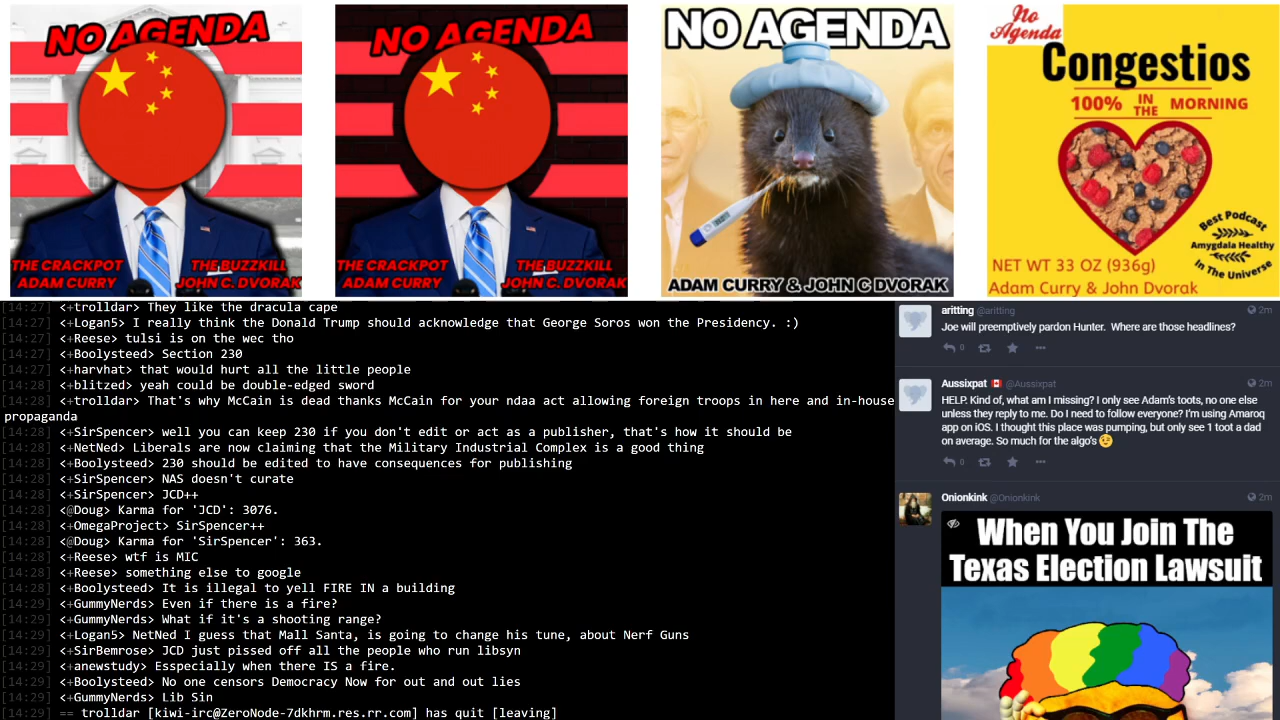 NO AGENDA
THE CRACKPOT
ADAM CURRY
THE BUZZKILL
JOHN C. DVORAK
NO AGENDA
THE CRACKPOT
ADAM CURRY
THE BUZZKILL
JOHN C. DVORAK
NO AGENDA
ADAM CURRY & JOHN C DVORAK
No
Agenda
Congestios
100% IN THE MORNING
Best Podcast
Amygdala Healthy
In The Universe
NET WT 33 OZ (936g)
Adam Curry & John Dvorak
[14:27] <+trolldar> They like the dracula cape
[14:27] <+Logan5> I really think the Donald Trump should acknowledge that George Soros won the Presidency. :)
[14:27] <+Reese> tulsi is on the wec tho
[14:27] <+Boolysteed> Section 230
[14:27] <+harvhat> that would hurt all the little people
[14:28] <+blitzed> yeah could be double-edged sword
[14:28] <+trolldar> That's why McCain is dead thanks McCain for your ndaa act allowing foreign troops in here and in-house
propaganda
[14:28] <+SirSpencer> well you can keep 230 if you don't edit or act as a publisher, that's how it should be
[14:28] <+NetNed> Liberals are now claiming that the Military Industrial Complex is a good thing
[14:28] <+Boolysteed> 230 should be edited to have consequences for publishing
[14:28] <+SirSpencer> NAS doesn't curate
[14:28] <+SirSpencer> JCD++
[14:28] <@Doug> Karma for 'JCD': 3076.
[14:28] <+OmegaProject> SirSpencer++
[14:28] <@Doug> Karma for 'SirSpencer': 363.
[14:28] <+Reese> wtf is MIC
[14:28] <+Reese> something else to google
[14:28] <+Boolysteed> It is illegal to yell FIRE IN a building
[14:29] <+GummyNerds> Even if there is a fire?
[14:29] <+GummyNerds> What if it's a shooting range?
[14:29] <+Logan5> NetNed I guess that Mall Santa, is going to change his tune, about Nerf Guns
[14:29] <+SirBemrose> JCD just pissed off all the people who run libsyn
[14:29] <+anewstudy> Esspecially when there IS a fire.
[14:29] <+Boolysteed> No one censors Democracy Now for out and out lies
[14:29] <+GummyNerds> Lib Sin
[14:29] == trolldar [kiwi-irc@ZeroNode-7dkhrm.res.rr.com] has quit [leaving]
aritting @aritting 2m
Joe will preemptively pardon Hunter. Where are those headlines?
0
Aussixpat @Aussixpat 2m
HELP. Kind of, what am I missing? I only see Adam's toots, no one else
unless they reply to me. Do I need to follow everyone? I'm using Amaroq
app on iOS. I thought this place was pumping, but only see 1 toot a dad
on average. So much for the algo's
0
Onionkink @Onionkink 2m
When You Join The
Texas Election Lawsuit